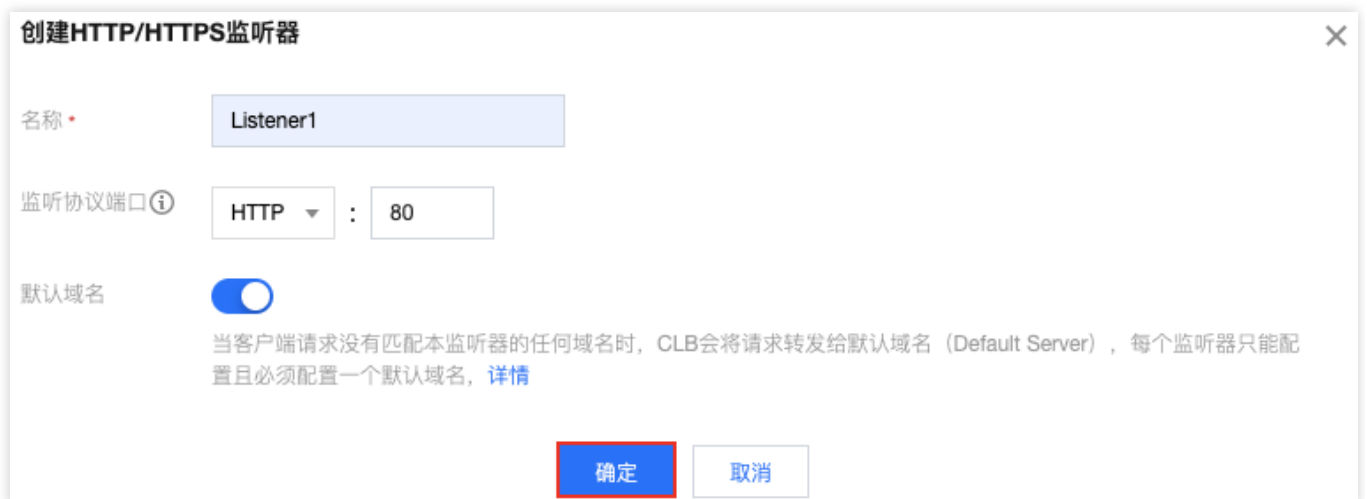 创建HTTP/HTTPS监听器
名称
Listener1
监听协议端口
HTTP : 80
默认域名
当客户端请求没有匹配本监听器的任何域名时，CLB会将请求转发给默认域名（Default Server），每个监听器只能配
置且必须配置一个默认域名，详情
确定 取消